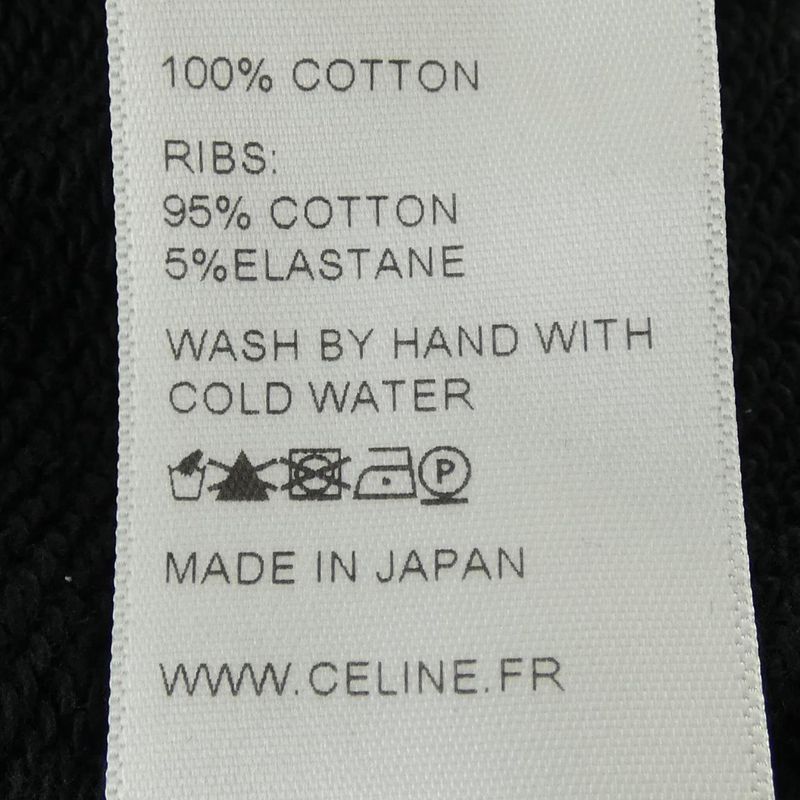 100% COTTON
RIBS:
95% COTTON
5%ELASTANE
WASH BY HAND WITH
COLD WATER
P
MADE IN JAPAN
WWW.CELINE.FR